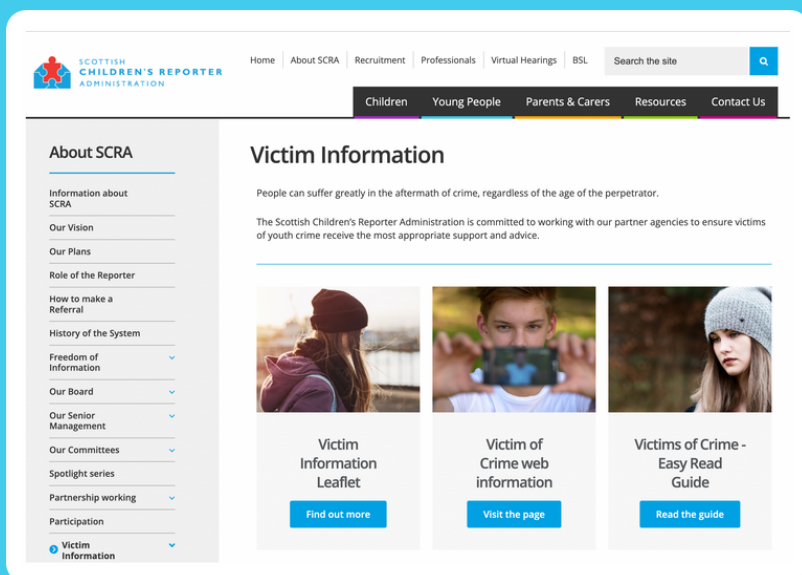 SCOTTISH
CHILDREN'S REPORTER
ADMINISTRATION
Home
About SCRA
Recruitment
Professionals
Virtual Hearings
BSL
Search the site
Children
Young People
Parents & Carers
Resources
Contact Us
About SCRA
Information about
SCRA
Our Vision
Our Plans
Role of the Reporter
How to make a
Referral
History of the System
Freedom of
Information
Our Board
Our Senior
Management
Our Committees
Spotlight series
Partnership working
Participation
Victim
Information
Victim Information
People can suffer greatly in the aftermath of crime, regardless of the age of the perpetrator.
The Scottish Children's Reporter Administration is committed to working with our partner agencies to ensure victims
of youth crime receive the most appropriate support and advice.
Victim
Information
Leaflet
Find out more
Victim of
Crime web
information
Visit the page
Victims of Crime -
Easy Read
Guide
Read the guide